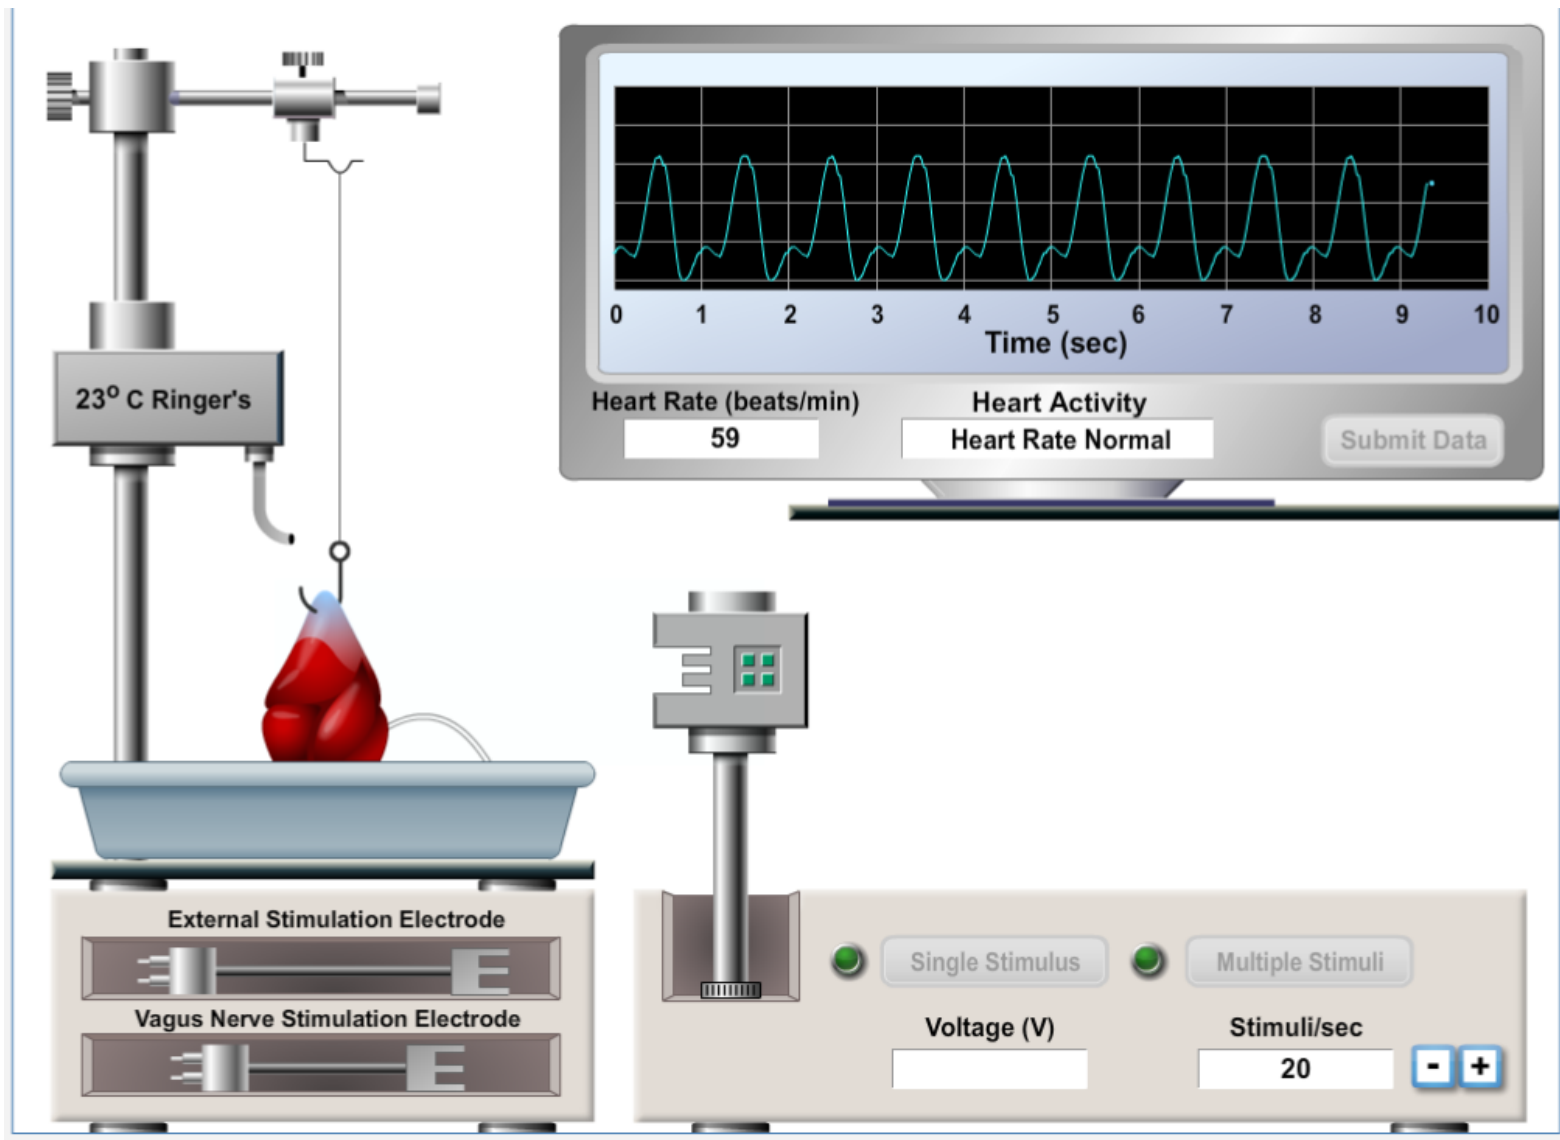 0 1 2 3 4 5 6 7 8 9 10
Time (sec)
23° C Ringer's
Heart Rate (beats/min)
59
Heart Activity
Heart Rate Normal
Submit Data
External Stimulation Electrode
Vagus Nerve Stimulation Electrode
Single Stimulus
Multiple Stimuli
Voltage (V)
Stimuli/sec
20
- +